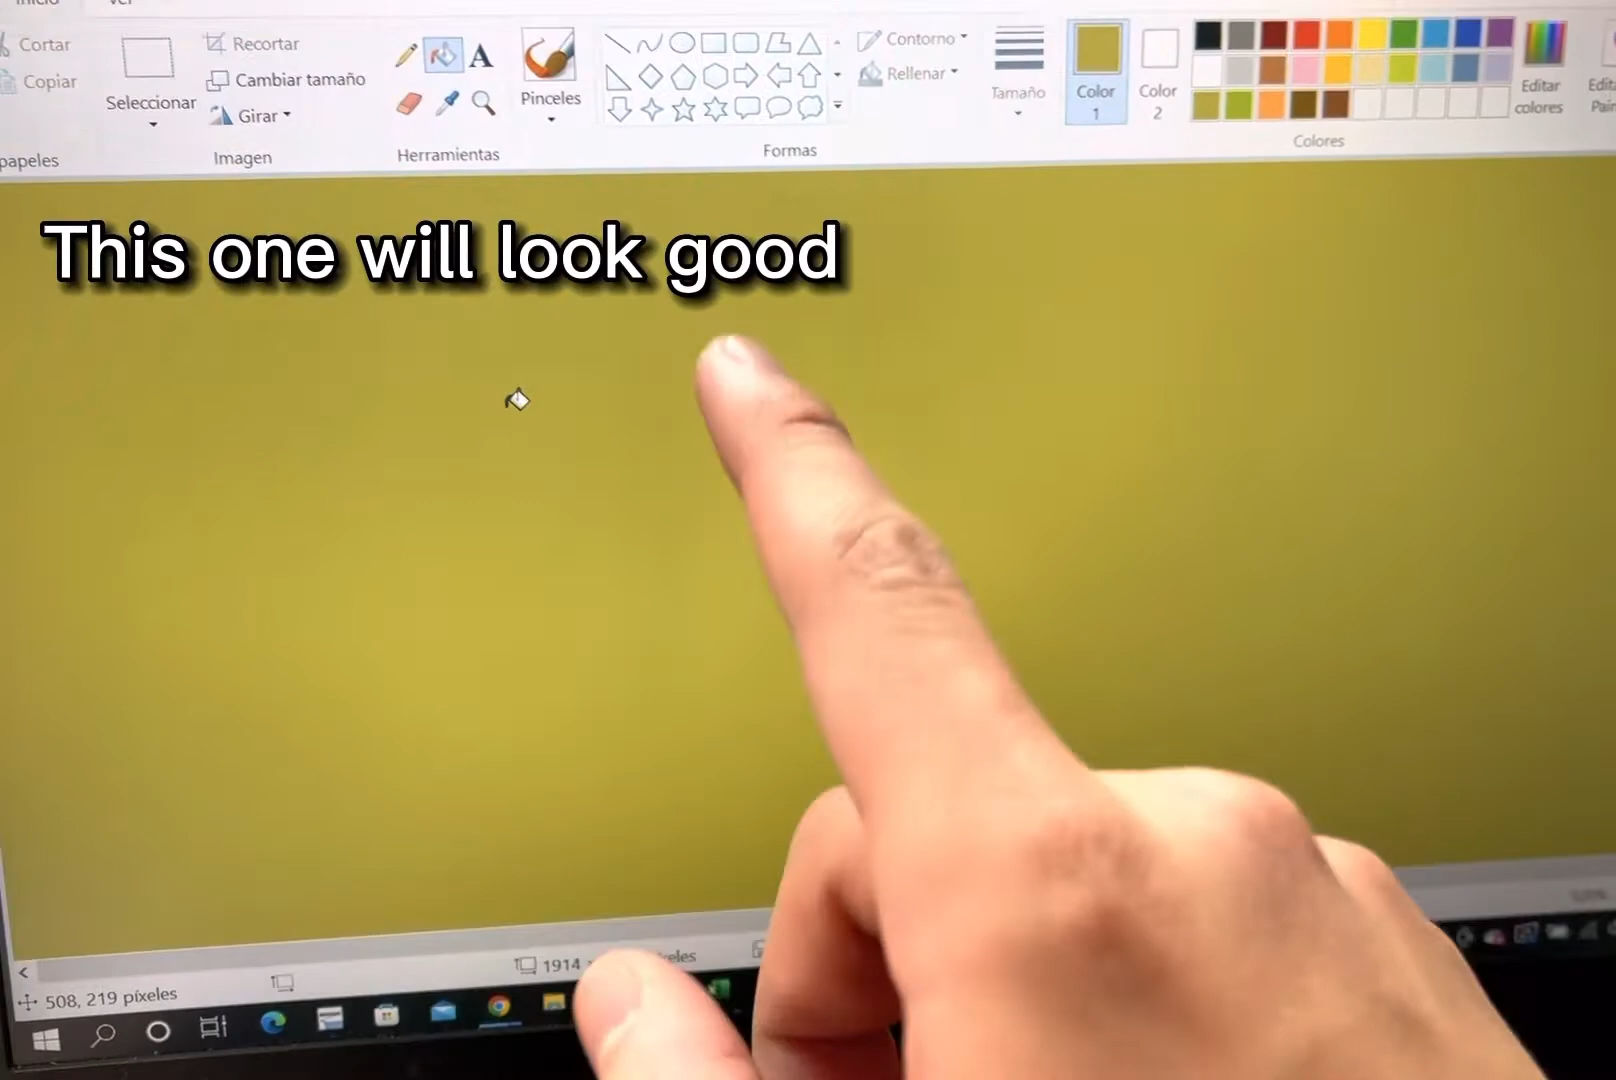 Cortar
Copiar
Seleccionar
Recortar
Cambiar tamaño
Girar
Imagen
Herramientas
Pinceles
Formas
Contorno
Rellenar
Tamaño
Color
1
Color
2
Colores
Editar
colores
papeles
This one will look good
1914
508, 219 píxeles